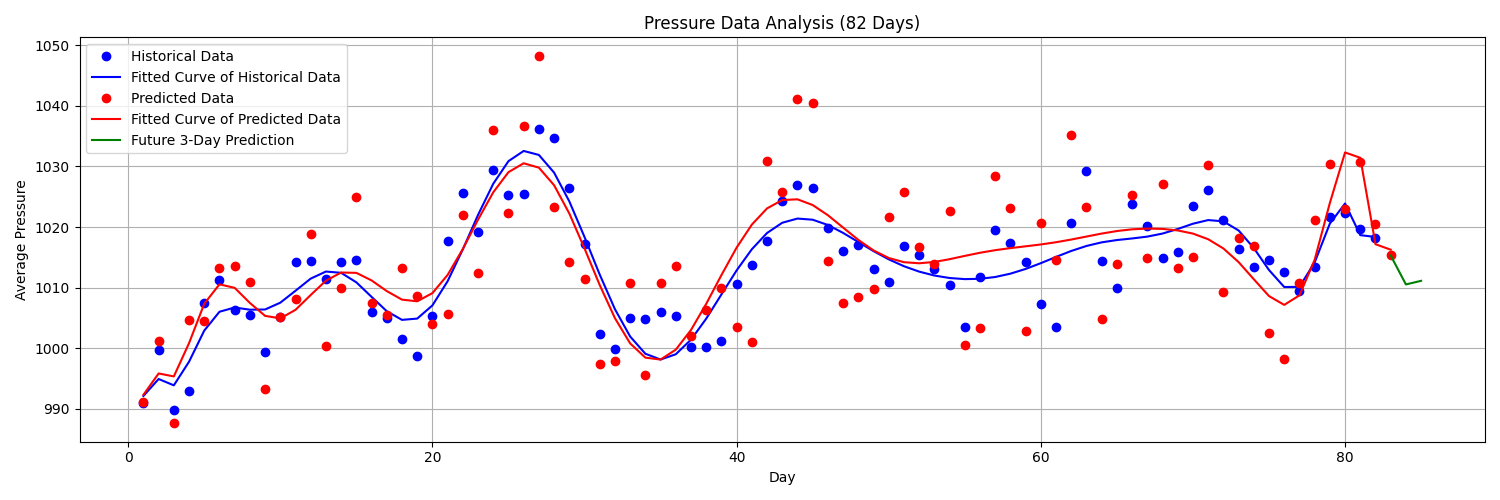 Pressure Data Analysis (82 Days)
Historical Data
Fitted Curve of Historical Data
Predicted Data
Fitted Curve of Predicted Data
Future 3-Day Prediction
Average Pressure
1050
1040
1030
1020
1010
1000
990
0 20 40 60 80
Day